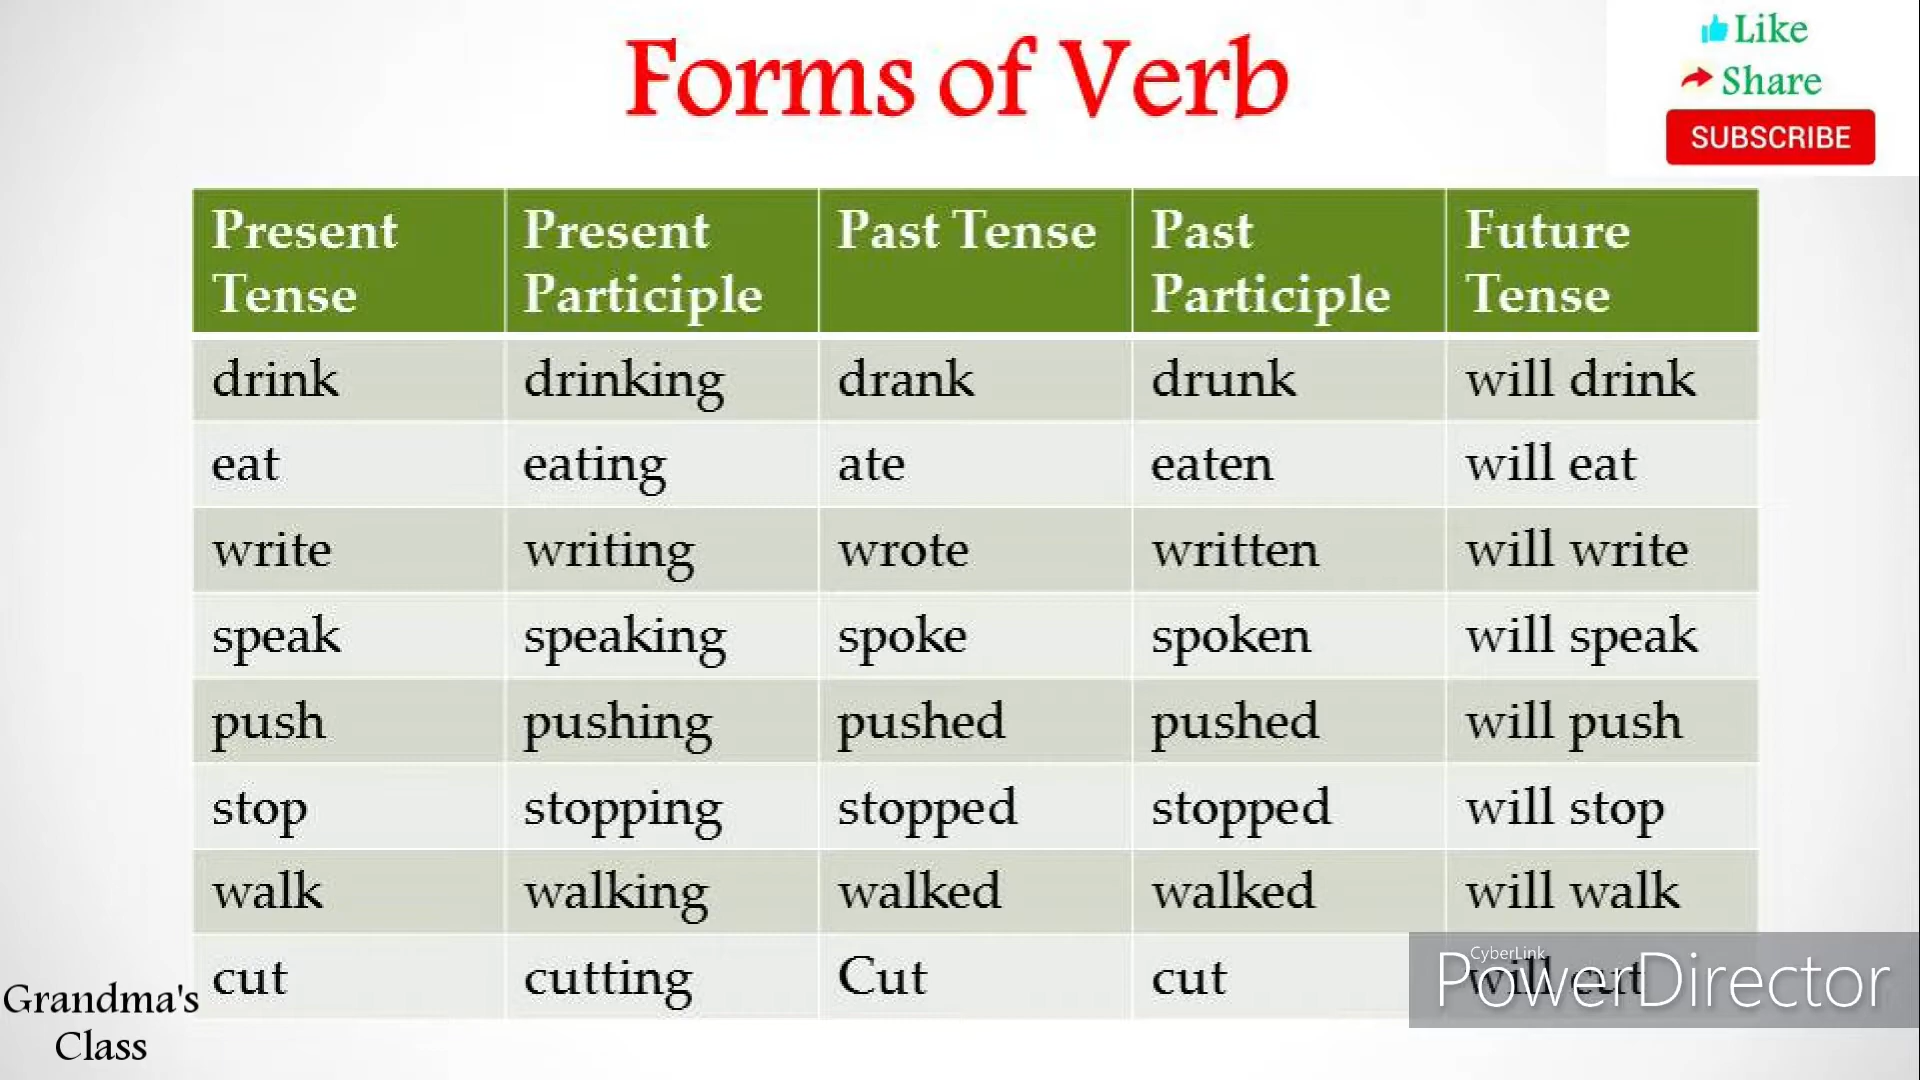 Forms of Verb
Like
Share
SUBSCRIBE
Present Tense Present Participle Past Tense Past Participle Future Tense
drink drinking drank drunk will drink
eat eating ate eaten will eat
write writing wrote written will write
speak speaking spoke spoken will speak
push pushing pushed pushed will push
stop stopping stopped stopped will stop
walk walking walked walked will walk
cut cutting Cut cut will cut
CyberLink
PowerDirector
Grandma's
Class